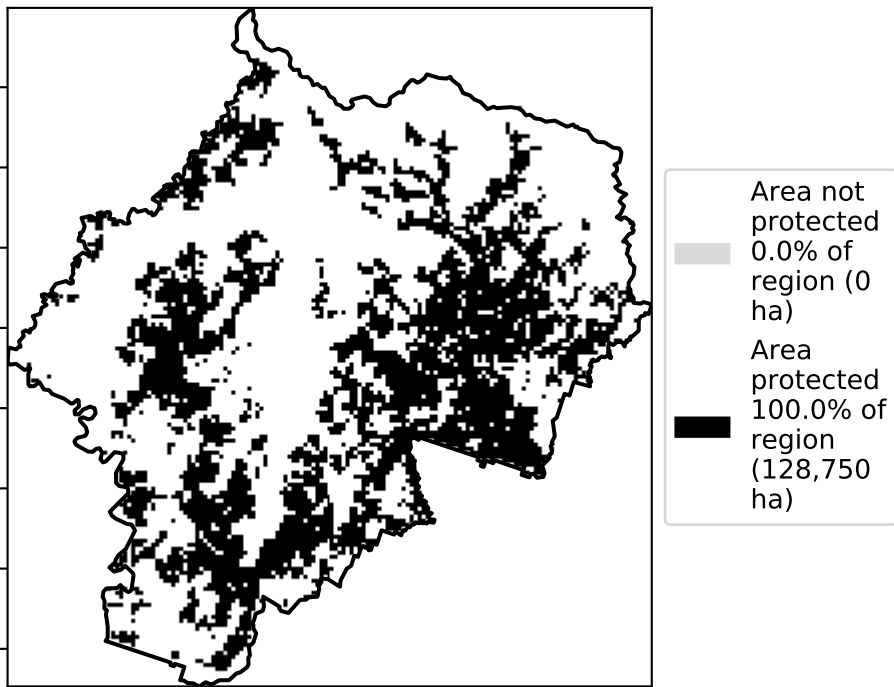 Area not
protected
0.0% of
region (0
ha)
Area
protected
100.0% of
region
(128,750
ha)